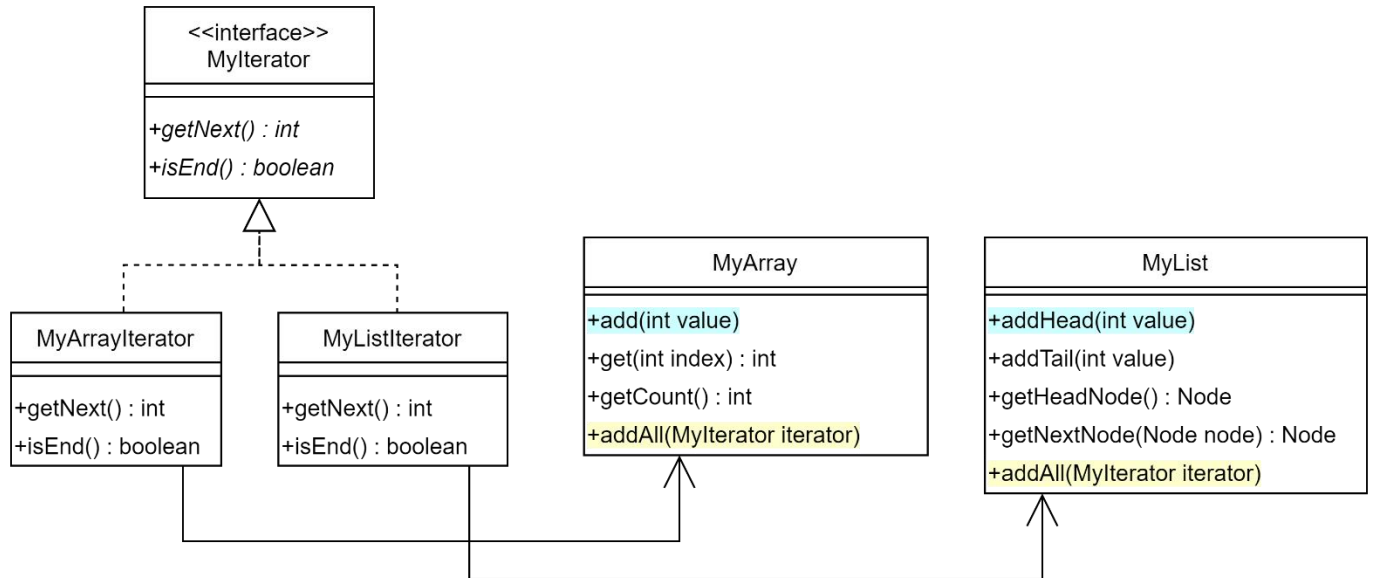 <<interface>>
MyIterator
+getNext() : int
+isEnd() : boolean
MyArrayIterator
+getNext() : int
+isEnd() : boolean
MyListIterator
+getNext() : int
+isEnd() : boolean
MyArray
+add(int value)
+get(int index) : int
+getCount() : int
+addAll(MyIterator iterator)
MyList
+addHead(int value)
+addTail(int value)
+getHeadNode() : Node
+getNextNode(Node node) : Node
+addAll(MyIterator iterator)